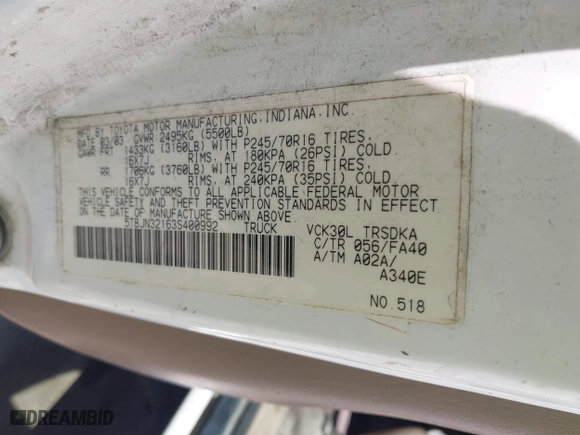 MFD. BY: TOYOTA MOTOR MANUFACTURING, INDIANA, INC.
DATE 03/03 GVWR 2495KG (5500LB)
GAWR FRT 1433KG (3160LB) WITH P245/70R16 TIRES,
16X7J RIMS, AT 180KPA (26PSI) COLD
RR 1706KG (3760LB) WITH P245/70R16 TIRES,
16X7J RIMS, AT 240KPA (35PSI) COLD
THIS VEHICLE CONFORMS TO ALL APPLICABLE FEDERAL MOTOR
VEHICLE SAFETY AND THEFT PREVENTION STANDARDS IN EFFECT
ON THE DATE OF MANUFACTURE SHOWN ABOVE.
5TBJN32163S400992 TRUCK
VCK30L TRSDKA
C/TR 056/FA40
A/TM A02A/
A340E
NO.518
DREAMBID